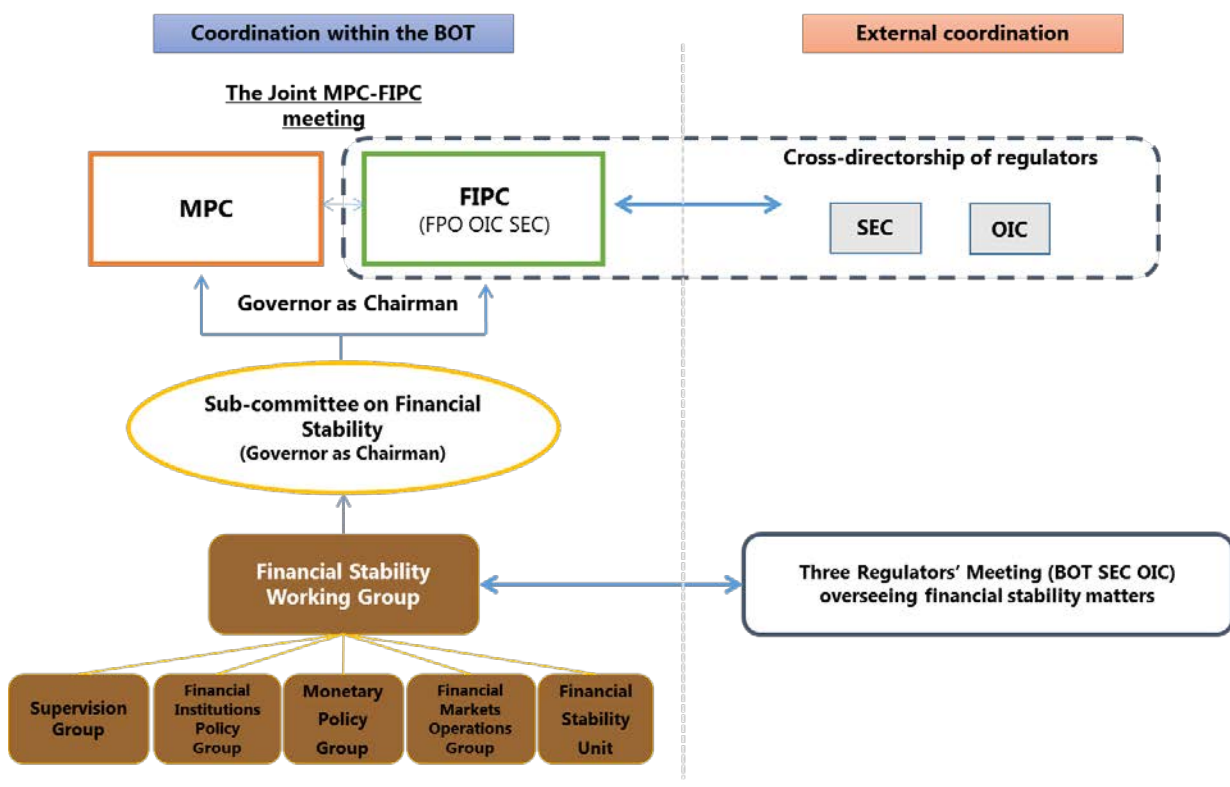 Coordination within the BOT
External coordination
The Joint MPC-FIPC
meeting
Cross-directorship of regulators
MPC
FIPC
(FPO OIC SEC)
SEC
OIC
Governor as Chairman
Sub-committee on Financial
Stability
(Governor as Chairman)
Financial Stability
Working Group
Three Regulators’ Meeting (BOT SEC OIC)
overseeing financial stability matters
Supervision
Group
Financial
Institutions
Policy
Group
Monetary
Policy
Group
Financial
Markets
Operations
Group
Financial
Stability
Unit